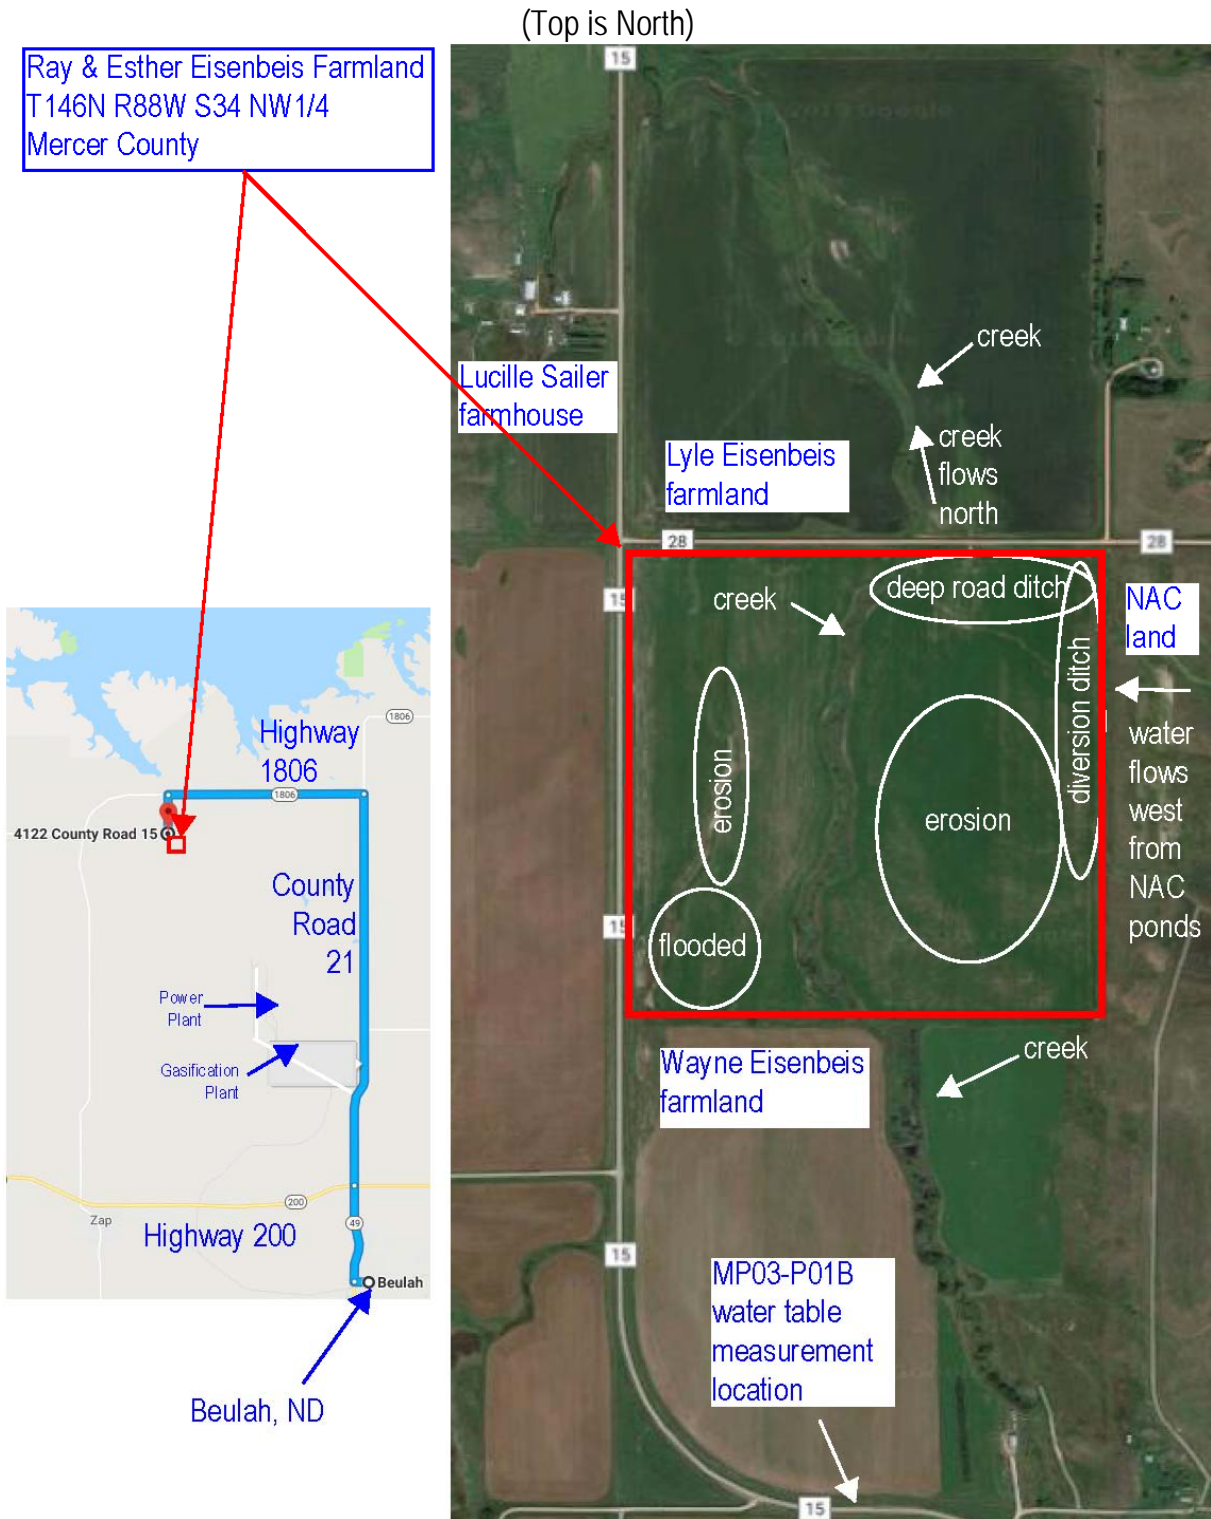 (Top is North)
Ray & Esther Eisenbeis Farmland
T146N R88W S34 NW1/4
Mercer County
15
creek
Lucille Sailer
farmhouse
creek
flows
north
Lyle Eisenbeis
farmland
28
28
15
creek
deep road ditch
NAC
land
diversion ditch
erosion
erosion
water
flows
west
from
NAC
ponds
15
flooded
1806
Highway
1806
1806
4122 County Road 15
County
Road
21
Power
Plant
Gasification
Plant
Wayne Eisenbeis
farmland
creek
200
Zap
Highway 200
49
Beulah
15
MP03-P01B
water table
measurement
location
Beulah, ND
15